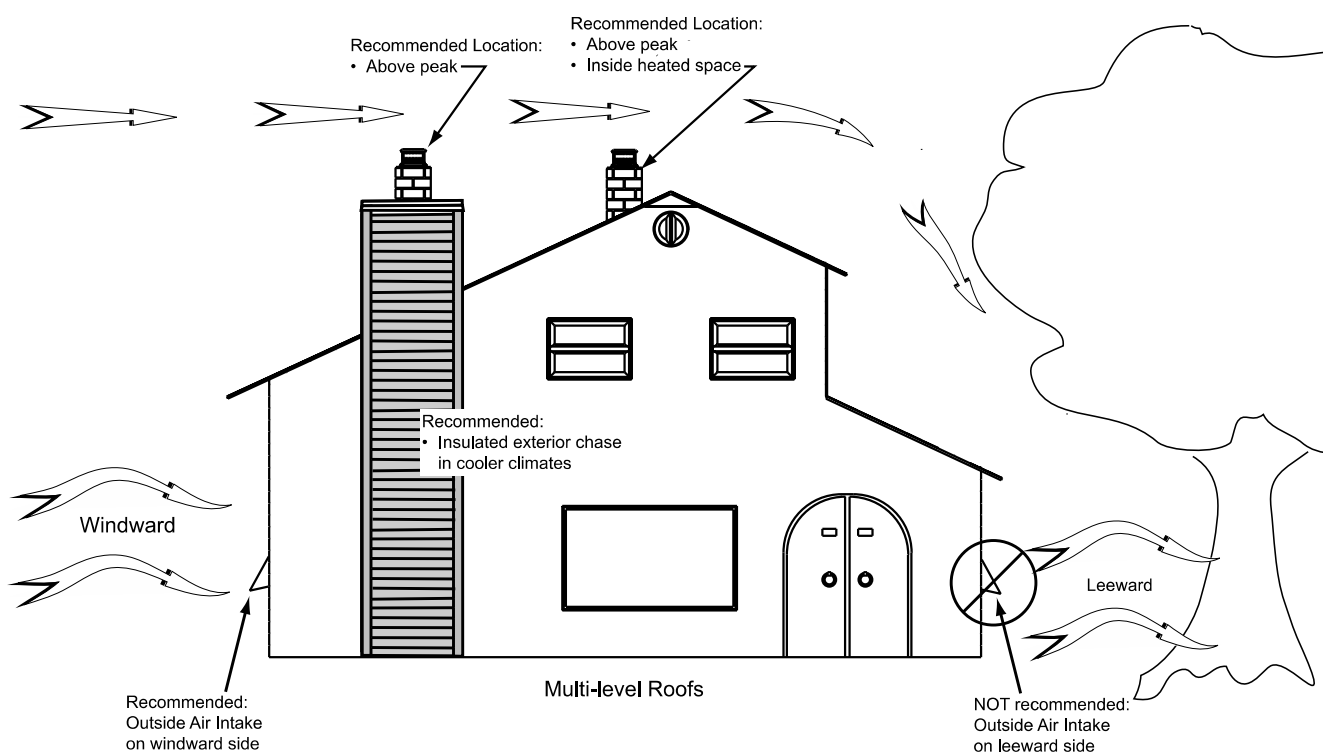 Recommended Location:
• Above peak
Recommended Location:
• Above peak
• Inside heated space
Recommended:
• Insulated exterior chase
in cooler climates
Windward
Leeward
Recommended:
Outside Air Intake
on windward side
Multi-level Roofs
NOT recommended:
Outside Air Intake
on leeward side